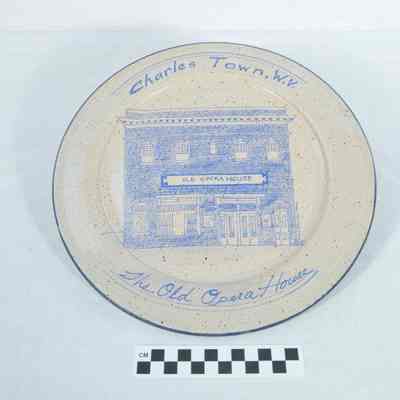 Charles Town, W.V.
OLD OPERA HOUSE
The Old Opera House
CM